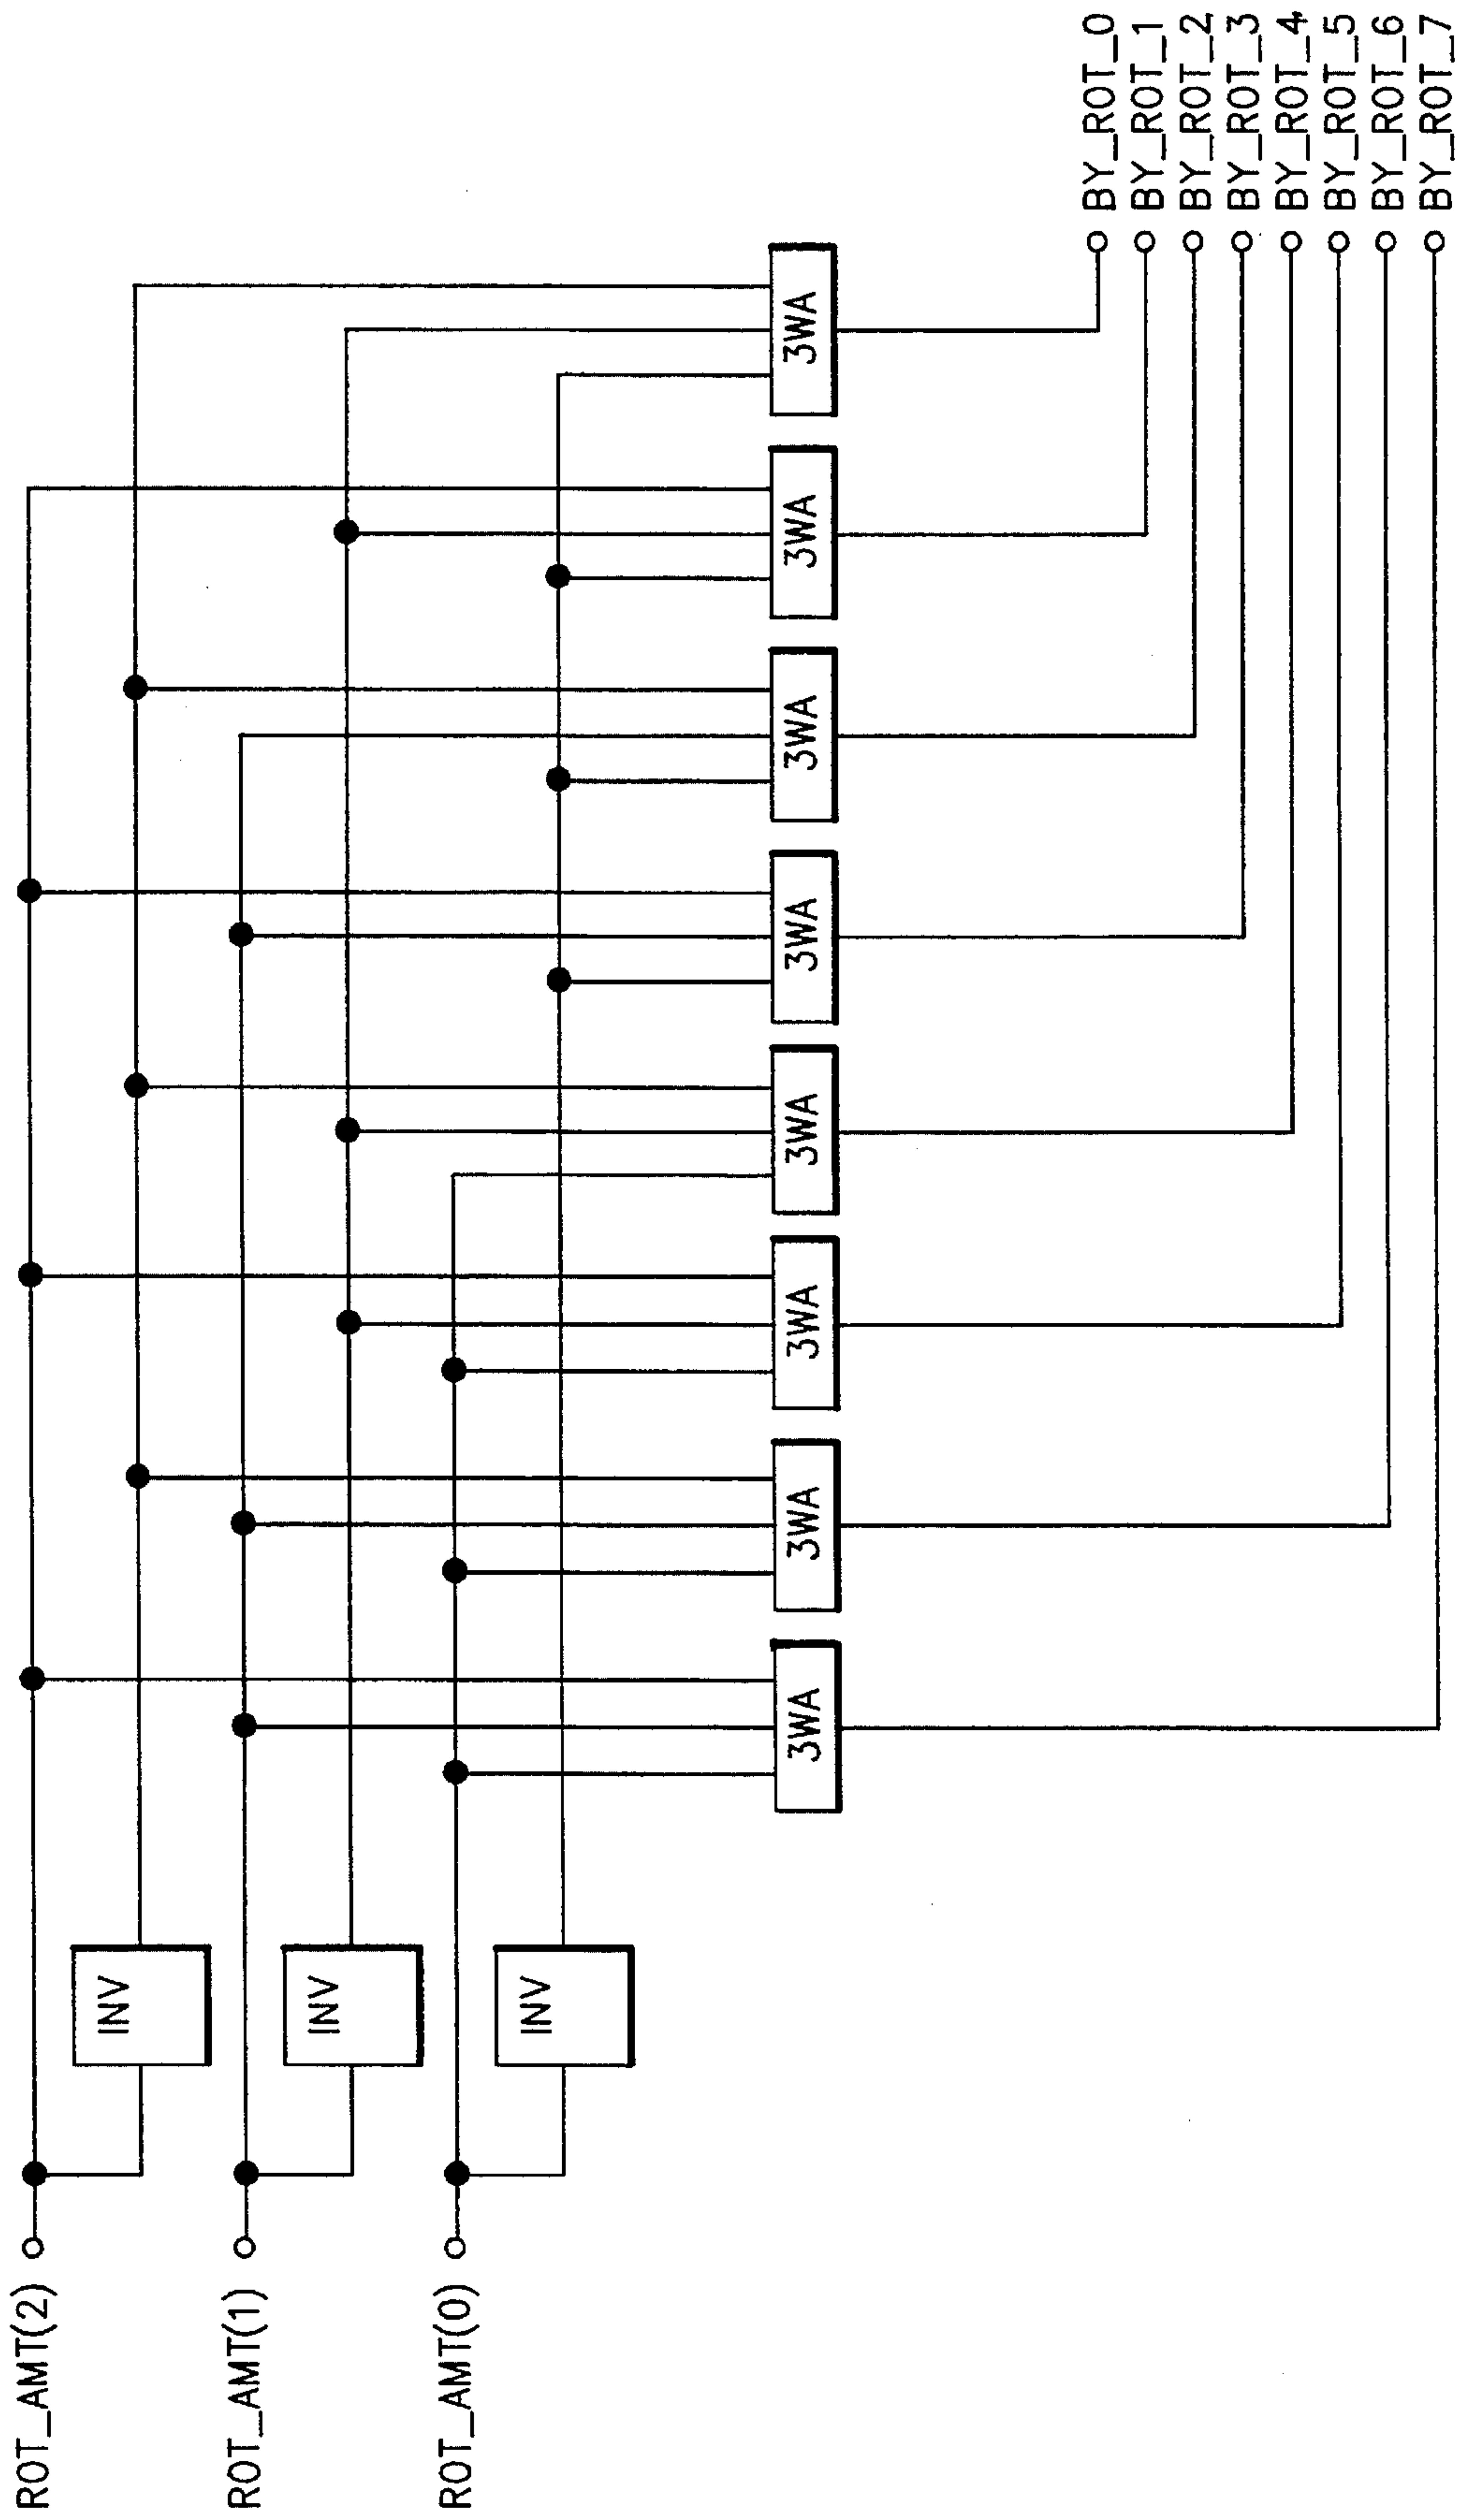 ROT_AMT(2)
ROT_AMT(1)
ROT_AMT(0)
INV
INV
INV
3WA
3WA
3WA
3WA
3WA
3WA
3WA
3WA
BY_ROT_0
BY_ROT_1
BY_ROT_2
BY_ROT_3
BY_ROT_4
BY_ROT_5
BY_ROT_6
BY_ROT_7